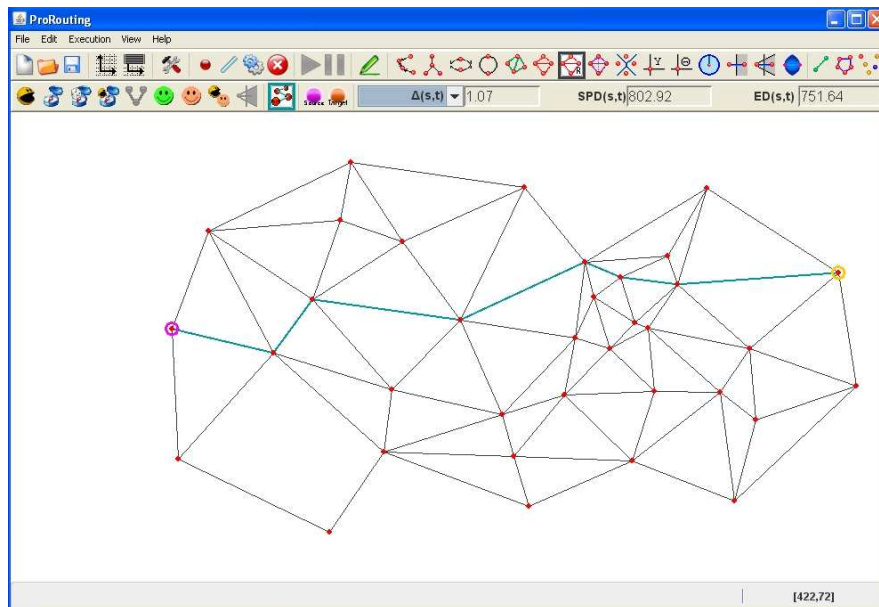 ProRouting
File Edit Execution View Help
Source Target Δ(s,t) 1.07 SPD(s,t) 802.92 ED(s,t) 751.64
[422,72]